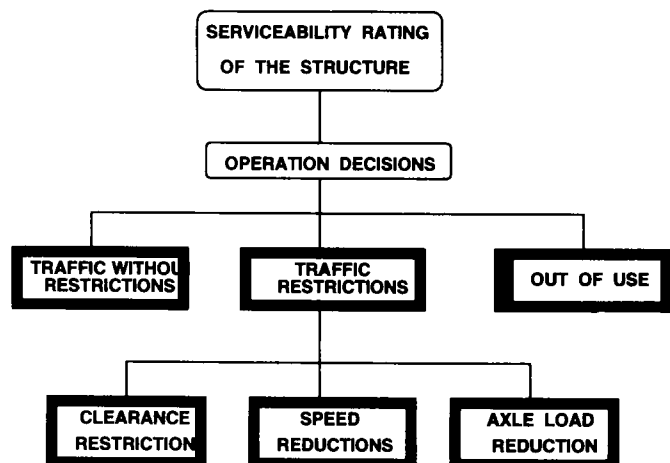 SERVICEABILITY RATING
OF THE STRUCTURE
OPERATION DECISIONS
TRAFFIC WITHOU
RESTRICTIONS
TRAFFIC
RESTRICTIONS
OUT OF USE
CLEARANCE
RESTRICTION
SPEED
REDUCTIONS
AXLE LOAD
REDUCTION